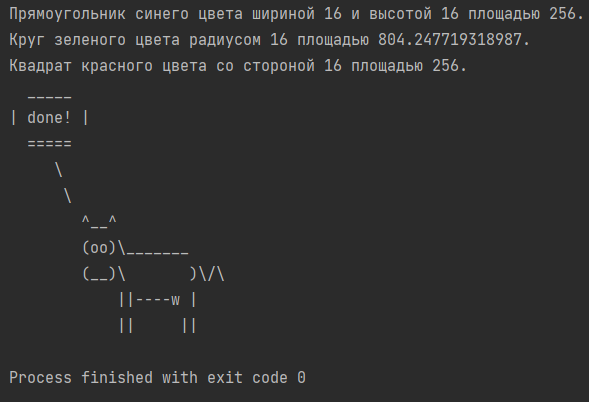 Прямоугольник синего цвета шириной 16 и высотой 16 площадью 256.
Круг зеленого цвета радиусом 16 площадью 804.247719318987.
Квадрат красного цвета со стороной 16 площадью 256.
  _____
| done! |
  =====
     \
      \
        ^__^
        (oo)\_______
        (__)\       )\/\
            ||----w |
            ||     ||

Process finished with exit code 0